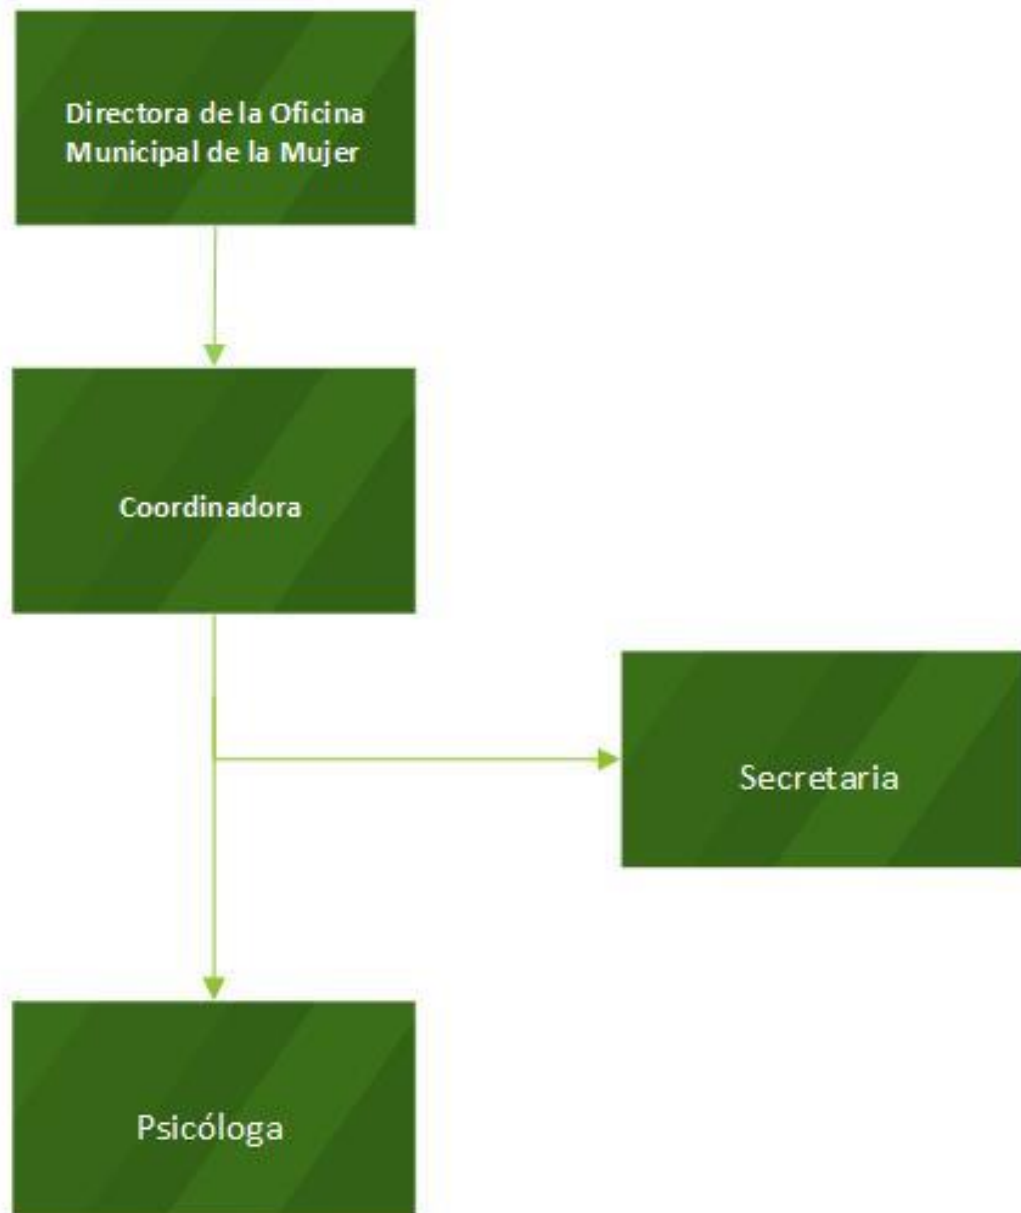 Directora de la Oficina
Municipal de la Mujer
Coordinadora
Secretaria
Psicóloga